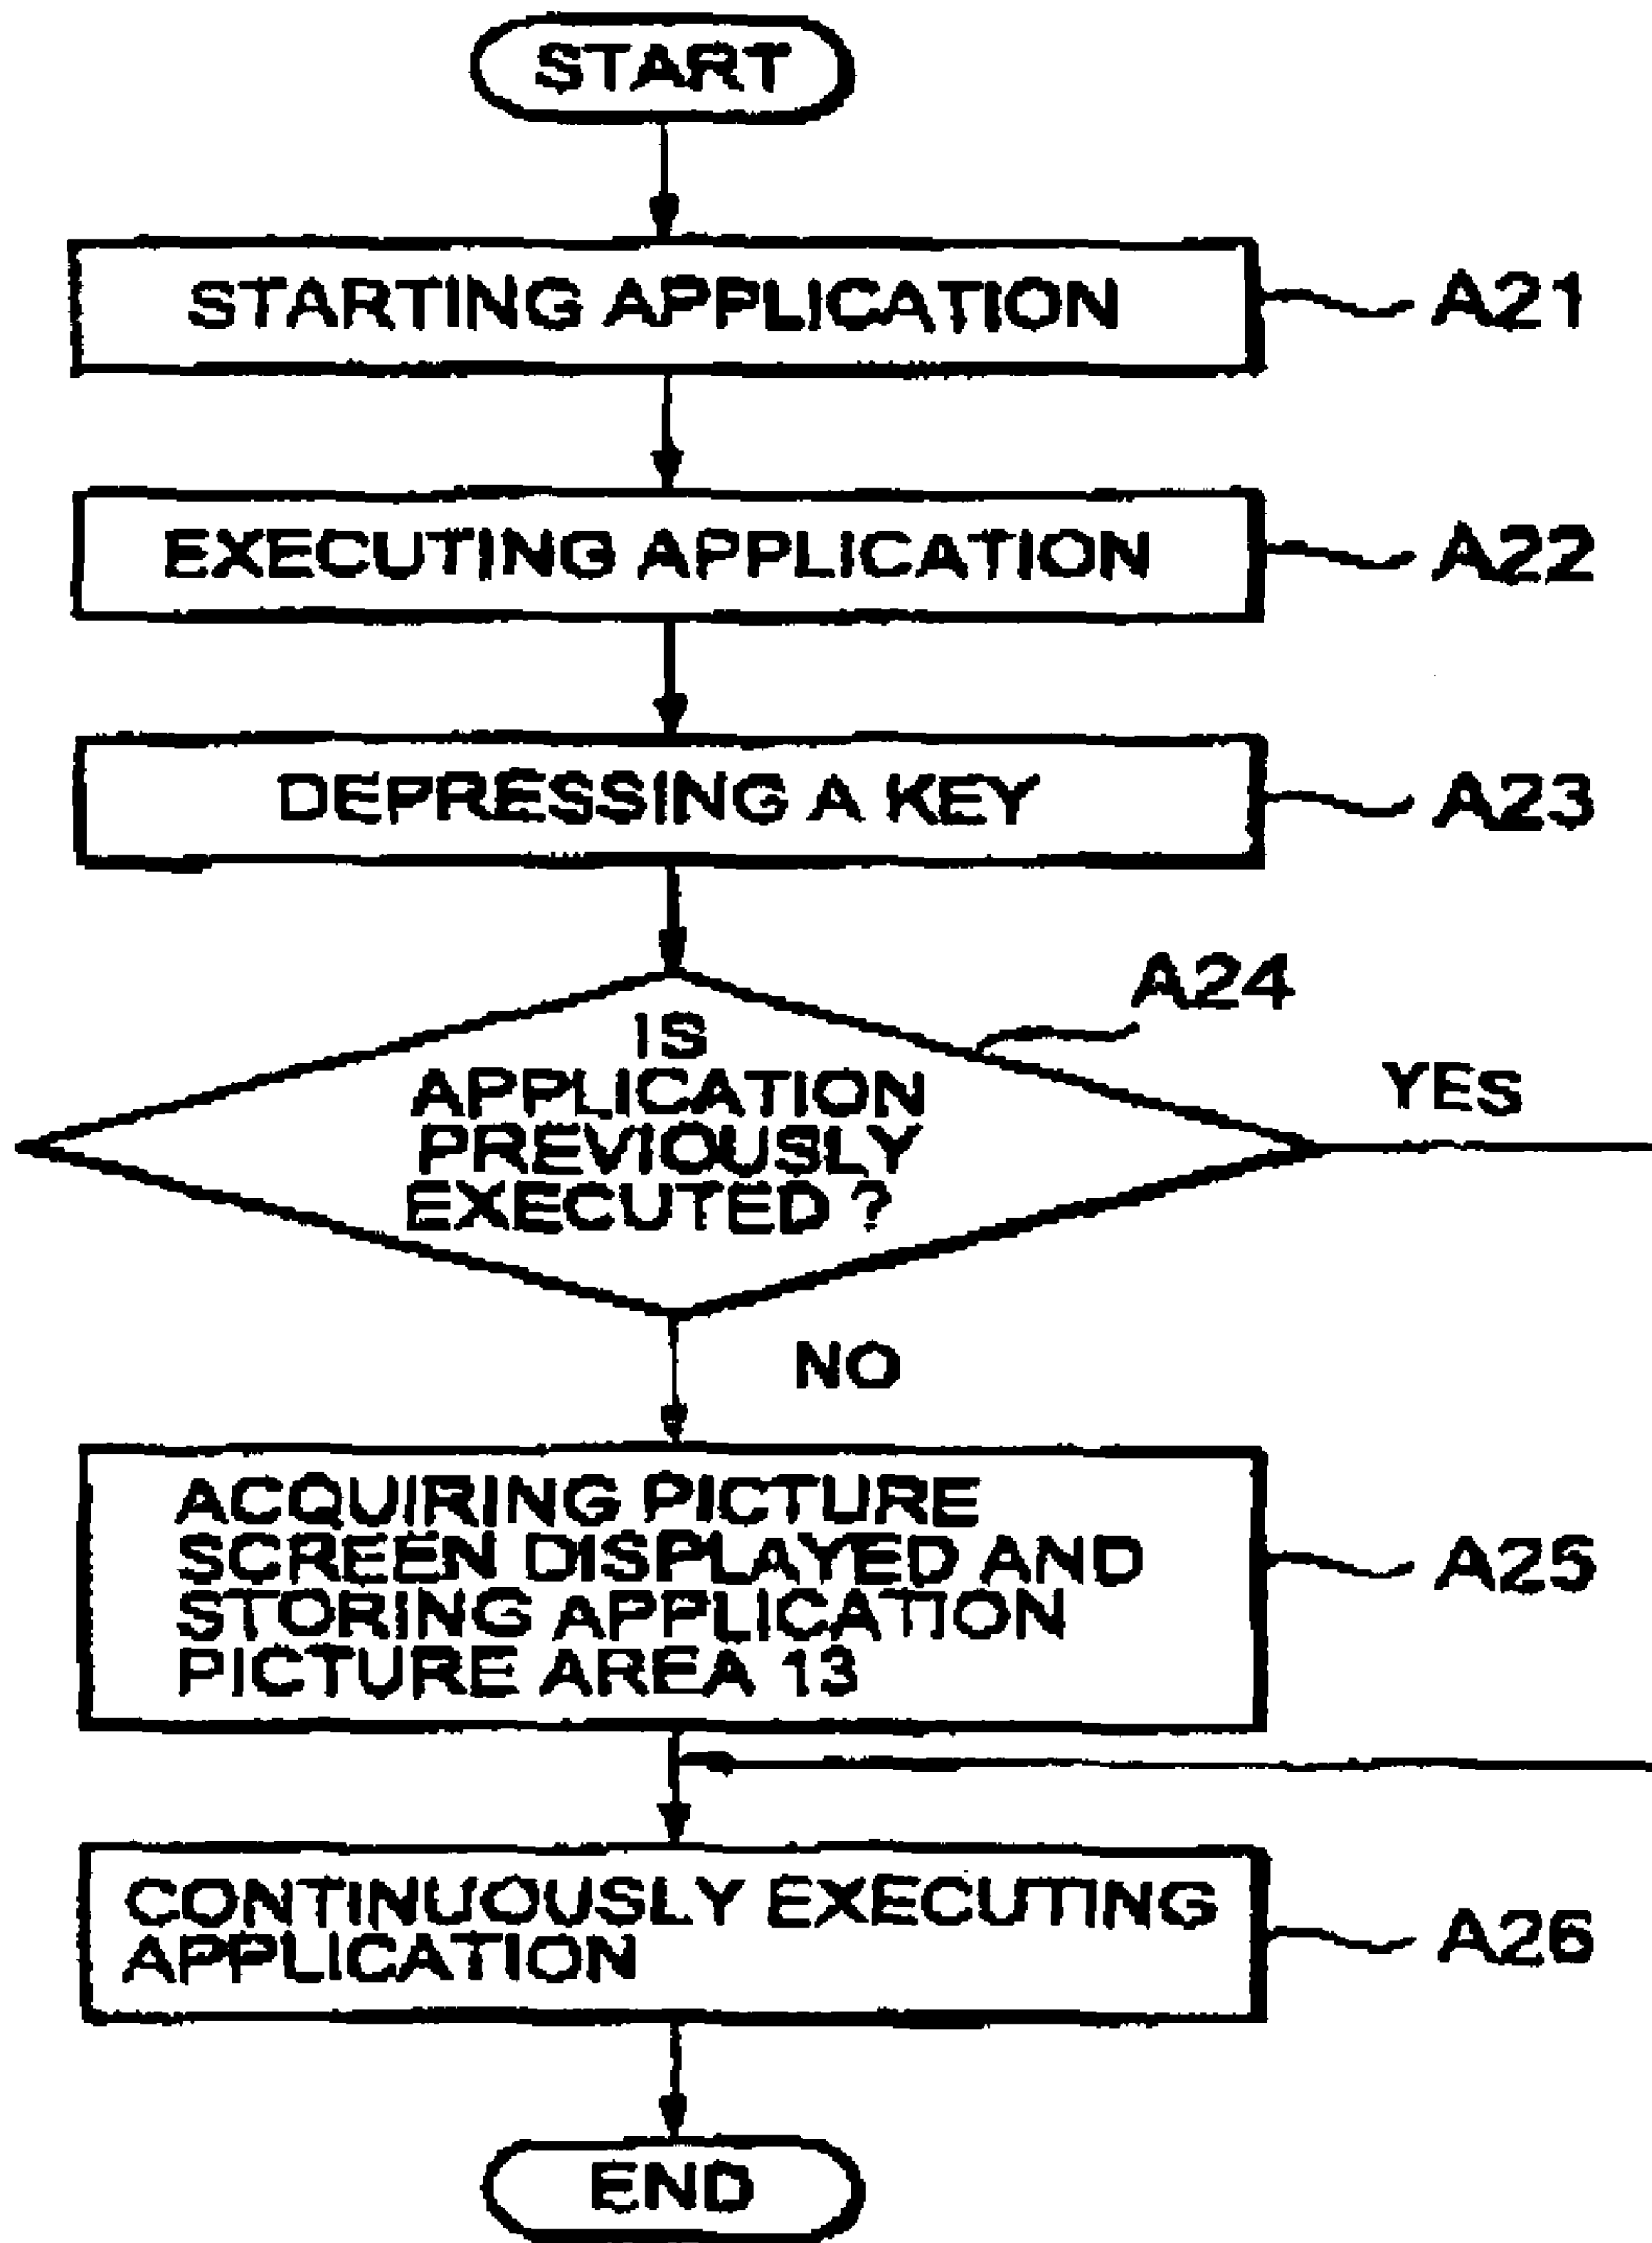 START
STARTING APPLICATION
A21
EXECUTING APPLICATION
A22
DEPRESSING A KEY
A23
A24
IS
APPLICATION
PREVIOUSLY
EXECUTED ?
YES
NO
ACQUIRING PICTURE
SCREEN DISPLAYED AND
STORING APPLICATION
PICTURE AREA 13
A25
CONTINUOUSLY EXECUTING
APPLICATION
A26
END